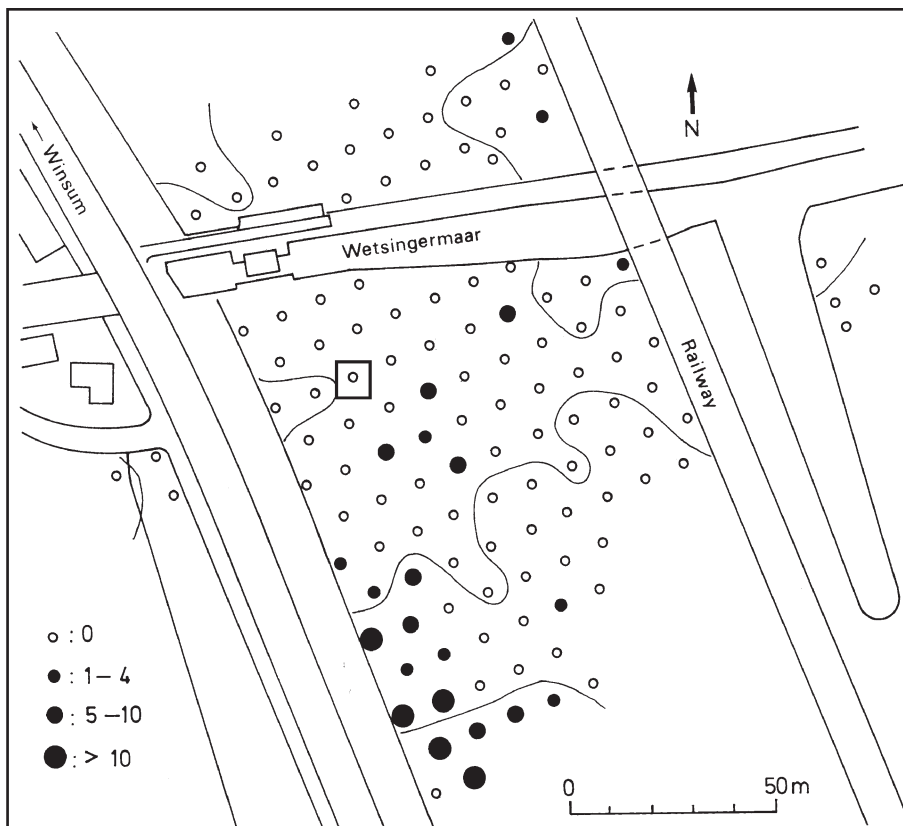 ← Winsum
N
Wetsingermaar
Railway
o : 0
● : 1 – 4
● : 5 – 10
● : > 10
0 50 m